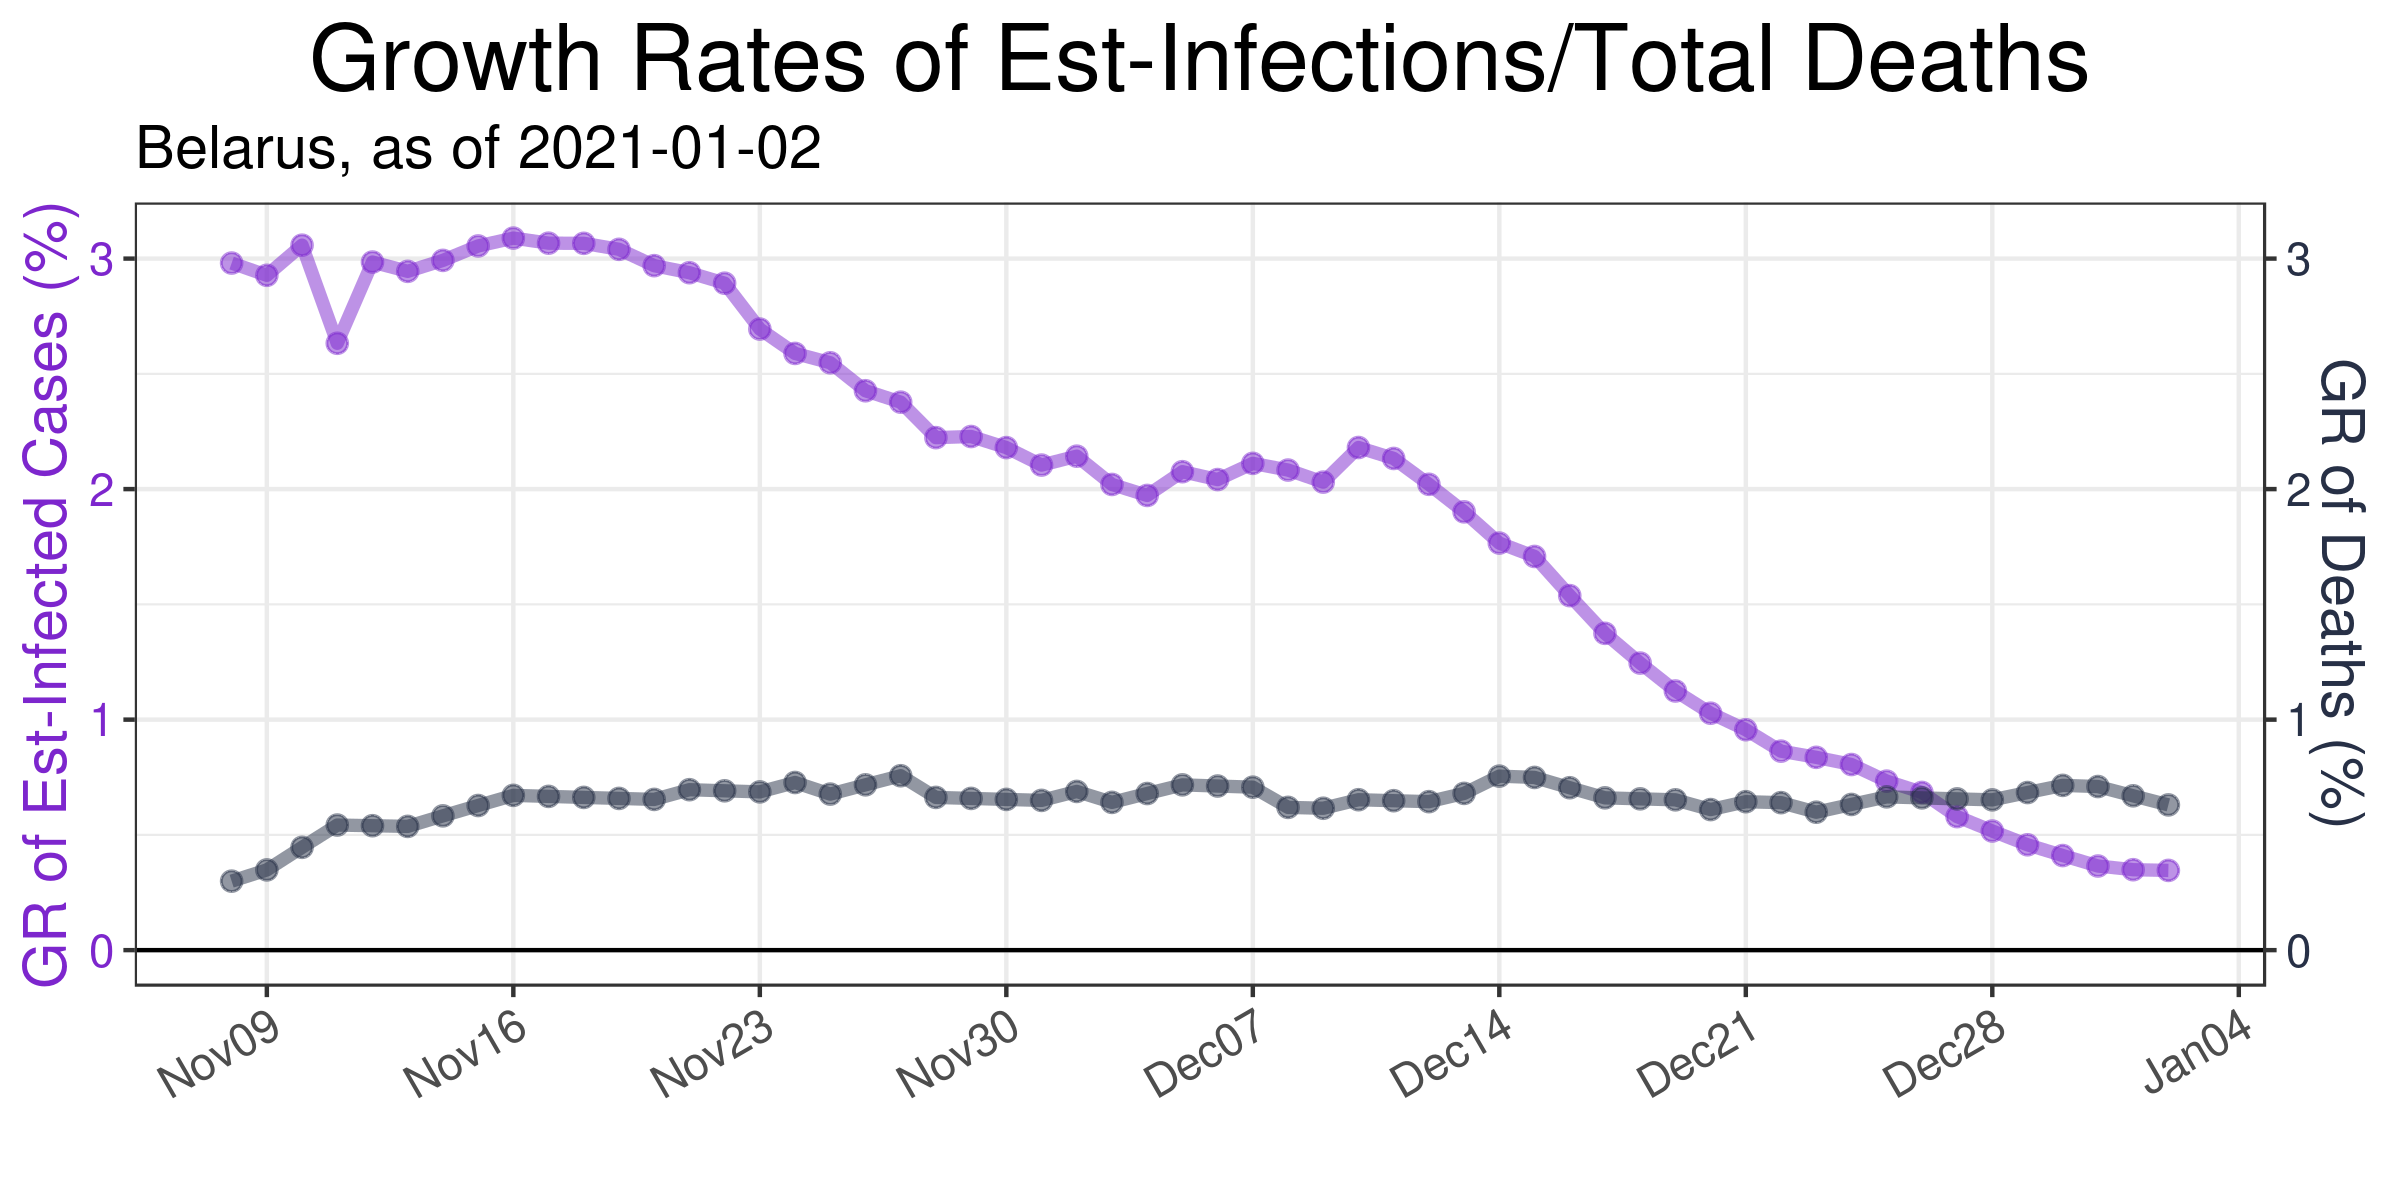 Growth Rates of Est-Infections/Total Deaths
Belarus, as of 2021-01-02
GR of Est-Infected Cases (%)
3
2
1
0
3
2
1
0
GR of Deaths (%)
Nov09
Nov16
Nov23
Nov30
Dec07
Dec14
Dec21
Dec28
Jan04